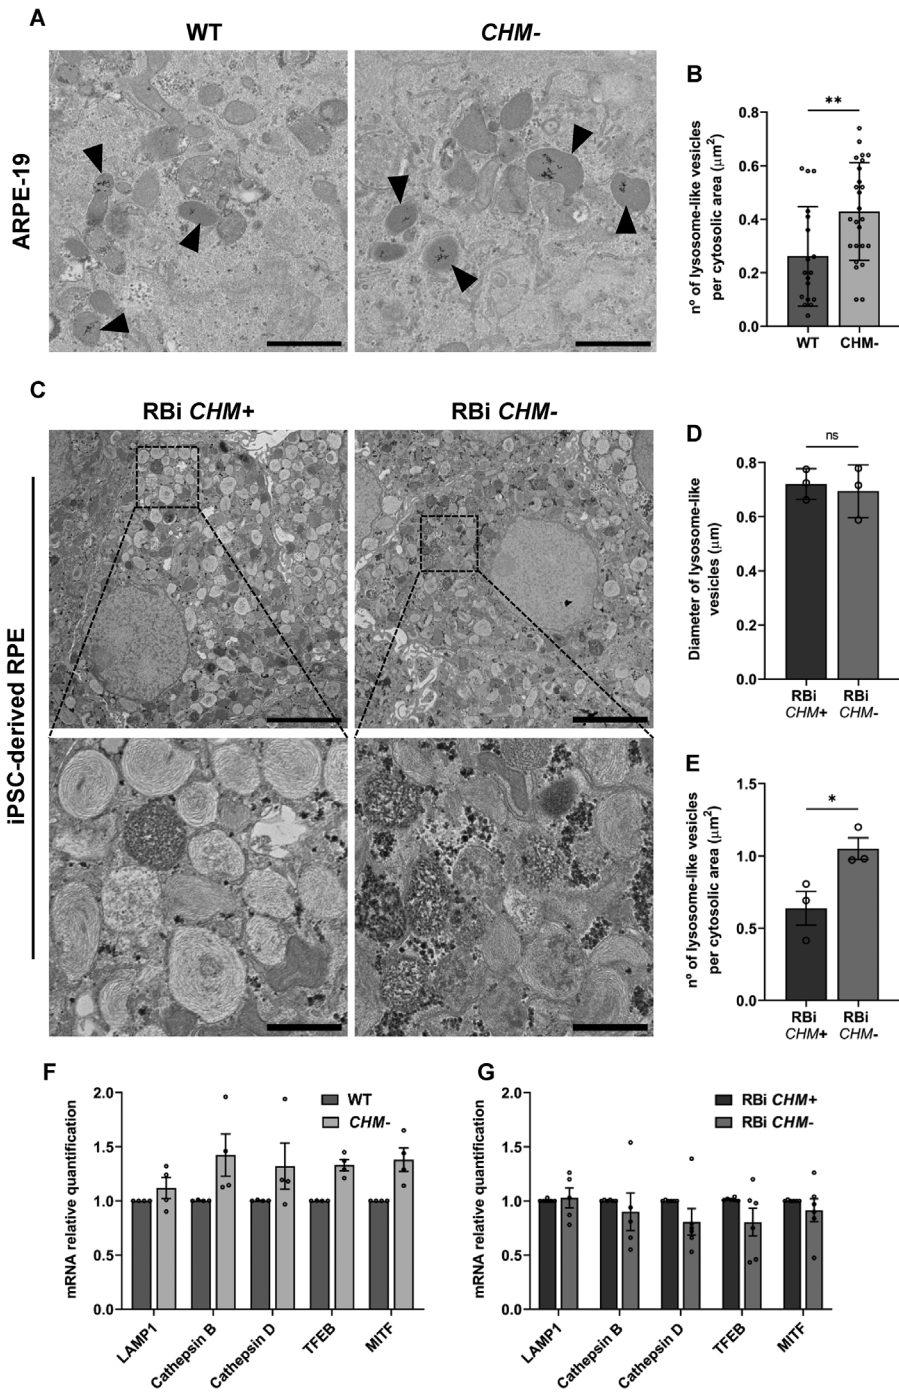 A
WT
CHM-
ARPE-19
B
**
nº of lysosome-like vesicles
per cytosolic area (μm²)
0.8
0.6
0.4
0.2
0.0
WT
CHM-
C
RBi CHM+
RBi CHM-
iPSC-derived RPE
D
ns
Diameter of lysosome-like
vesicles (μm)
0.8
0.6
0.4
0.2
0.0
RBi
CHM+
RBi
CHM-
E
*
nº of lysosome-like vesicles
per cytosolic area (μm²)
1.5
1.0
0.5
0.0
RBi
CHM+
RBi
CHM-
F
mRNA relative quantification
2.0
1.5
1.0
0.5
0.0
WT
CHM-
LAMP1
Cathepsin B
Cathepsin D
TFEB
MITF
G
mRNA relative quantification
2.0
1.5
1.0
0.5
0.0
RBi CHM+
RBi CHM-
LAMP1
Cathepsin B
Cathepsin D
TFEB
MITF